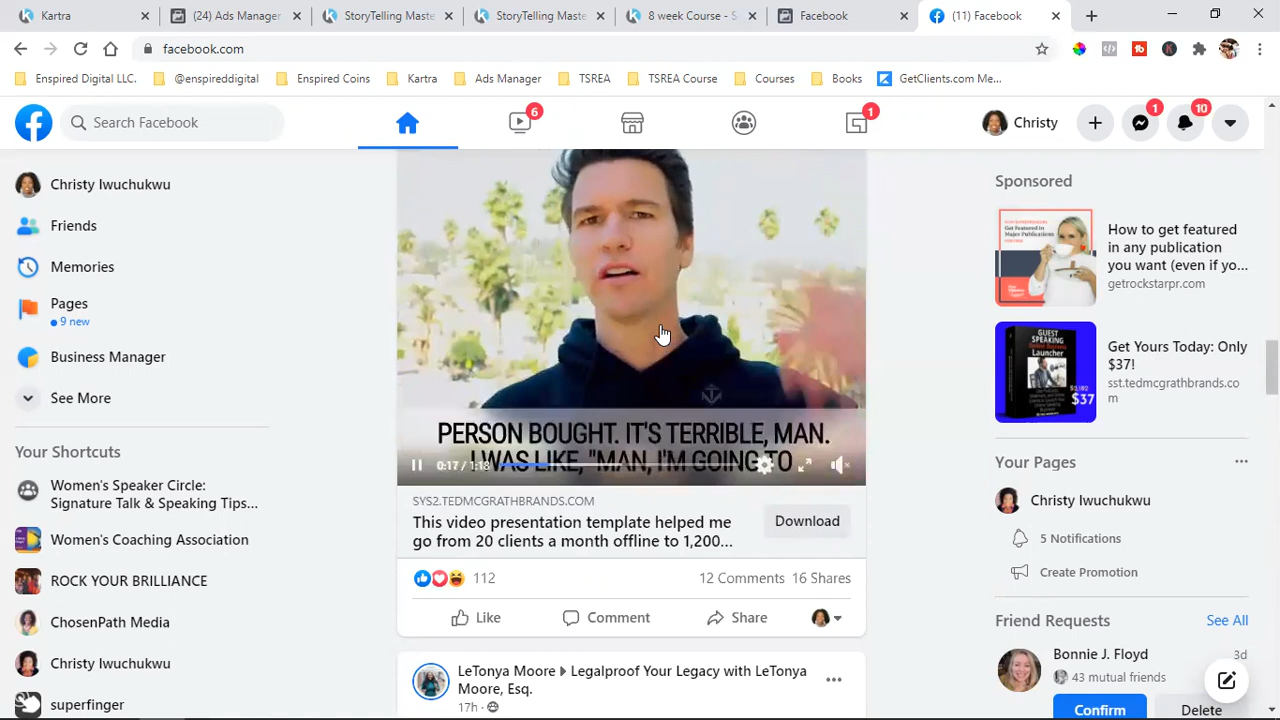 Kartra
(24) Ads Manager
StoryTelling Maste
StoryTelling Maste
8 week Course - S
Facebook
(11) Facebook
facebook.com
Enspired Digital LLC.
@enspireddigital
Enspired Coins
Kartra
Ads Manager
TSREA
TSREA Course
Courses
Books
GetClients.com Me...
Search Facebook
6
1
Christy
1
10
Christy Iwuchukwu
Friends
Memories
Pages
9 new
Business Manager
See More
Your Shortcuts
Women's Speaker Circle:
Signature Talk & Speaking Tips...
Women's Coaching Association
ROCK YOUR BRILLIANCE
ChosenPath Media
Christy Iwuchukwu
superfinger
PERSON BOUGHT. IT'S TERRIBLE, MAN.
I WAS LIKE, "MAN, I'M GOING TO
0:17 / 1:18
SYS2.TEDMCGRATHBRANDS.COM
This video presentation template helped me
go from 20 clients a month offline to 1,200...
Download
112
12 Comments 16 Shares
Like
Comment
Share
LeTonya Moore
Legalproof Your Legacy with LeTonya
Moore, Esq.
17h
Sponsored
How to get featured
in any publication
you want (even if yo...
getrockstarpr.com
GUEST
SPEAKING
$37
Get Yours Today: Only
$37!
sst.tedmcgrathbrands.co
m
Your Pages
Christy Iwuchukwu
5 Notifications
Create Promotion
Friend Requests
See All
Bonnie J. Floyd
3d
43 mutual friends
Confirm
Delete